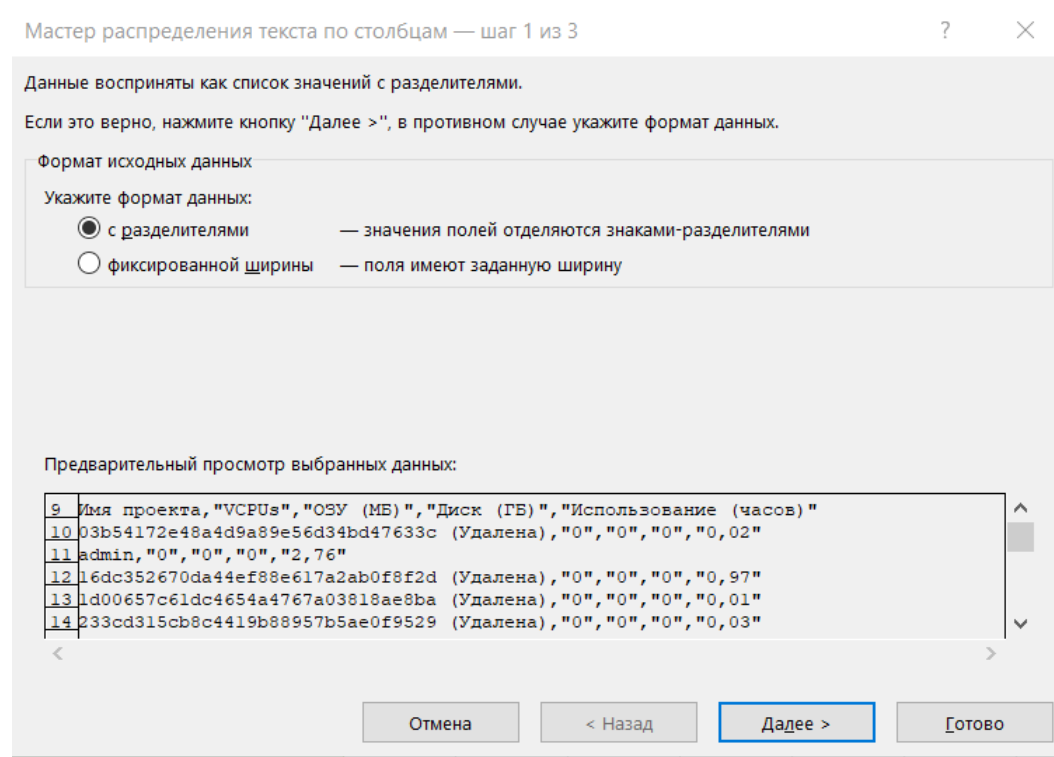 Мастер распределения текста по столбцам — шаг 1 из 3 ?
Данные восприняты как список значений с разделителями.
Если это верно, нажмите кнопку "Далее >", в противном случае укажите формат данных.
Формат исходных данных
Укажите формат данных:
с разделителями — значения полей отделяются знаками-разделителями
фиксированной ширины — поля имеют заданную ширину
Предварительный просмотр выбранных данных:
9 Имя проекта,"VCPUs","ОЗУ (МБ)","Диск (ГБ)","Использование (часов)"
10 03b54172e48a4d9a89e56d34bd47633c (Удалена),"0","0","0","0,02"
11 admin,"0","0","0","2,76"
12 16dc352670da44ef88e617a2ab0f8f2d (Удалена),"0","0","0","0,97"
13 1d00657c61dc4654a4767a03818ae8ba (Удалена),"0","0","0","0,01"
14 233cd315cb8c4419b88957b5ae0f9529 (Удалена),"0","0","0","0,03"
Отмена < Назад Далее > Готово